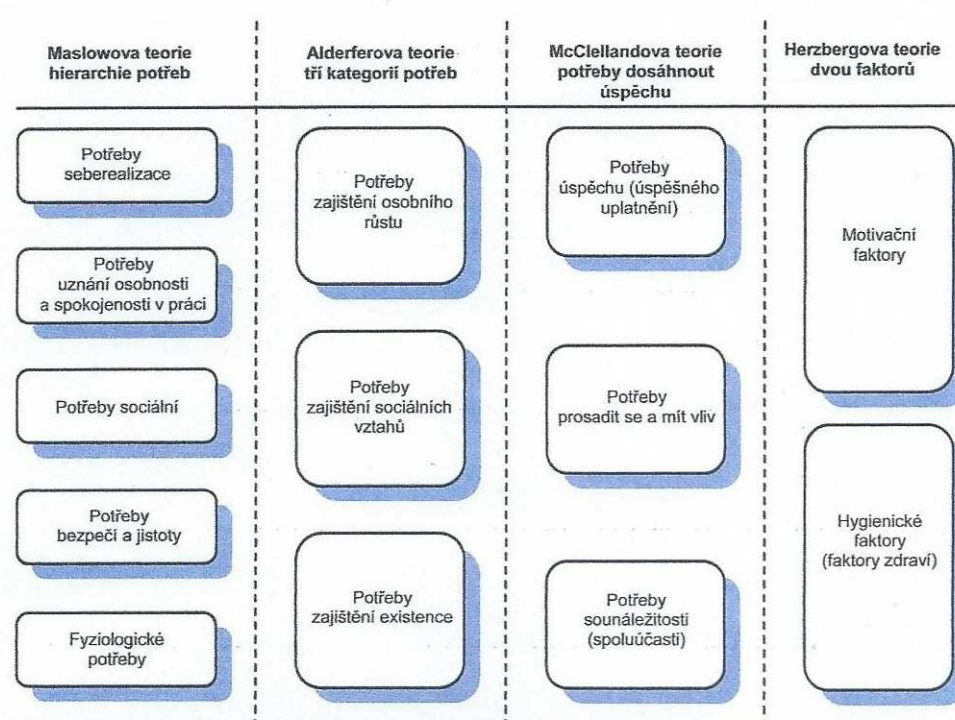 Maslowova teorie
hierarchie potřeb
Alderferova teorie
tří kategorií potřeb
McClellandova teorie
potřeby dosáhnout
úspěchu
Herzbergova teorie
dvou faktorů
Potřeby
seberealizace
Potřeby
uznání osobnosti
a spokojenosti v práci
Potřeby sociální
Potřeby
bezpečí a jistoty
Fyziologické
potřeby
Potřeby
zajištění osobního
růstu
Potřeby
zajištění sociálních
vztahů
Potřeby
zajištění existence
Potřeby
úspěchu (úspěšného
uplatnění)
Potřeby
prosadit se a mít vliv
Potřeby
sounáležitosti
(spoluúčasti)
Motivační
faktory
Hygienické
faktory
(faktory zdraví)